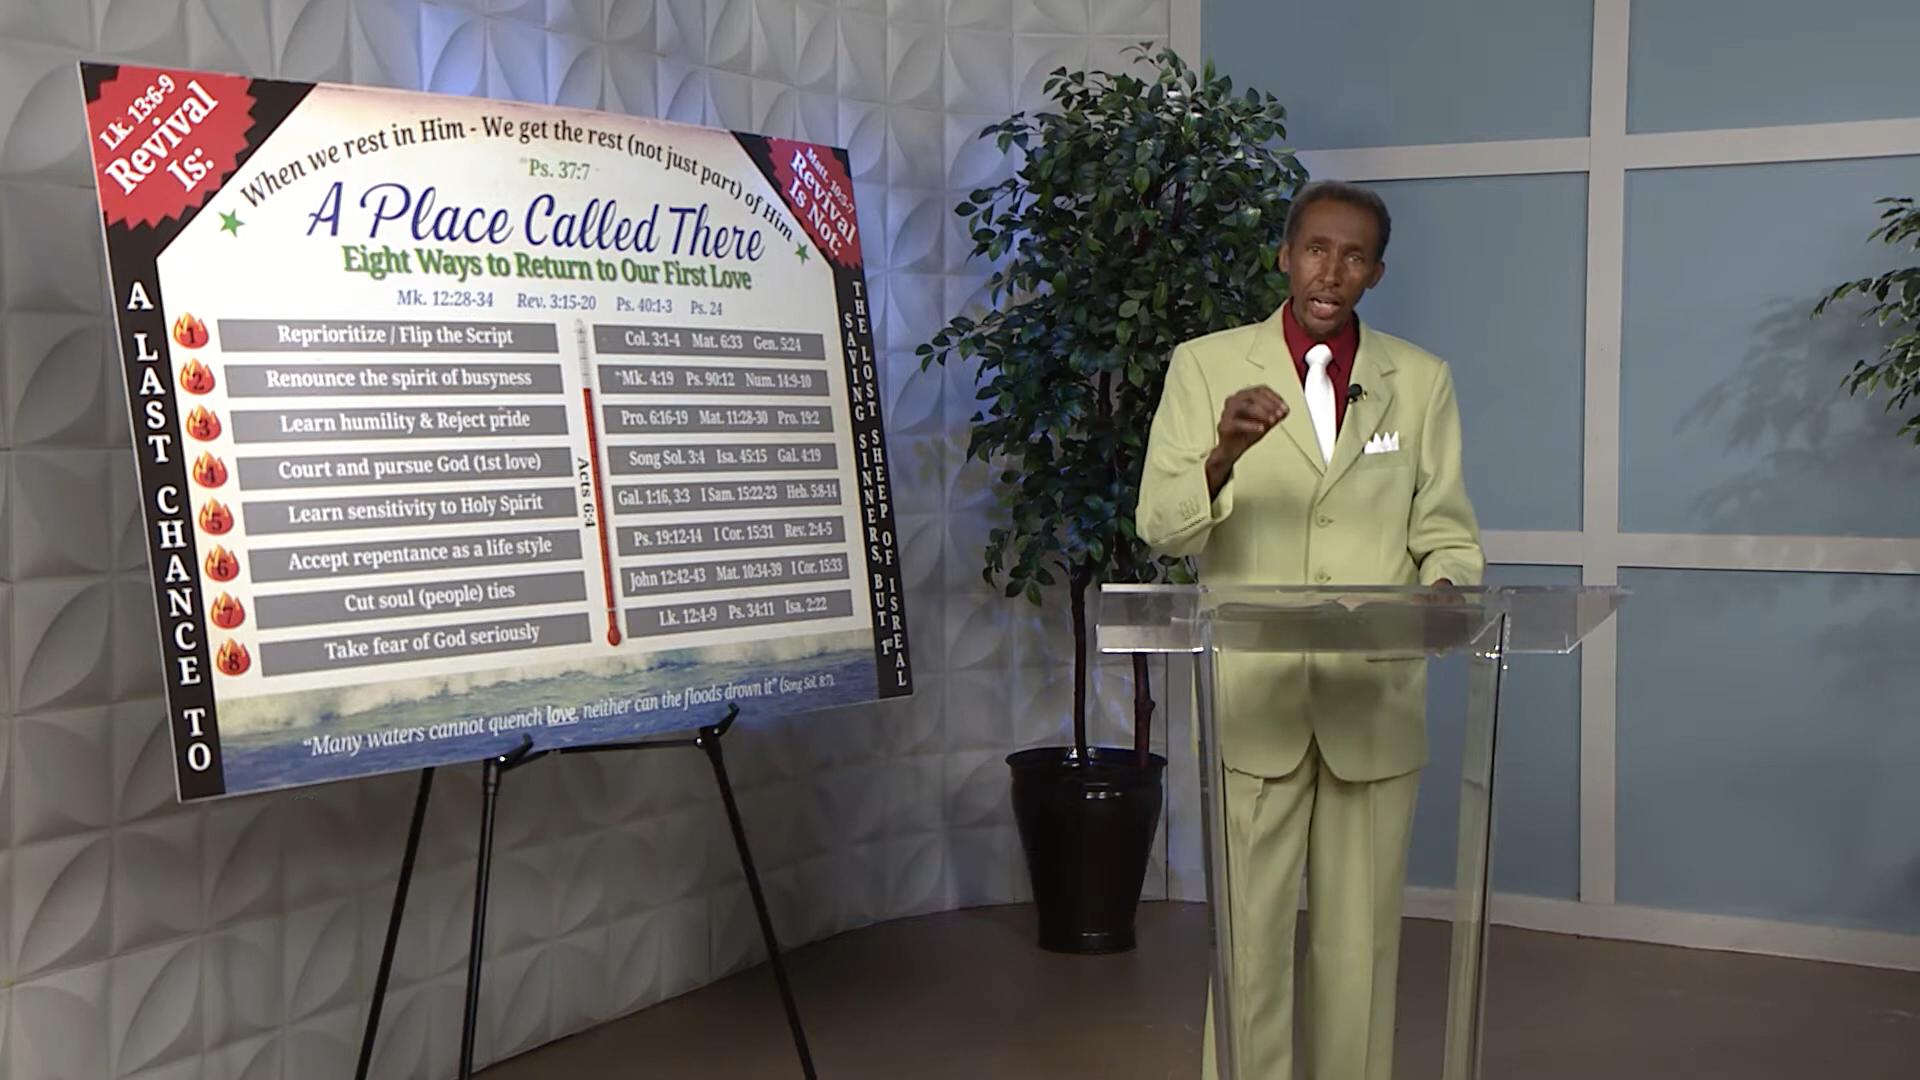 Lk. 13:6-9
Revival
Is:
Matt. 10:5-7
Revival
Is Not:
When we rest in Him - We get the rest (not just part) of Him
"Ps. 37:7
A Place Called There
Eight Ways to Return to Our First Love
Mk. 12:28-34 Rev. 3:15-20 Ps. 40:1-3 Ps. 24
1 Reprioritize / Flip the Script Col. 3:1-4 Mat. 6:33 Gen. 5:24
2 Renounce the spirit of busyness "Mk. 4:19 Ps. 90:12 Num. 14:9-10
3 Learn humility & Reject pride Pro. 6:16-19 Mat. 11:28-30 Pro. 19:2
4 Court and pursue God (1st love) Song Sol. 3:4 Isa. 45:15 Gal. 4:19
5 Learn sensitivity to Holy Spirit Gal. 1:16, 3:3 I Sam. 15:22-23 Heb. 5:8-14
6 Accept repentance as a life style Ps. 19:12-14 I Cor. 15:31 Rev. 2:4-5
7 Cut soul (people) ties John 12:42-43 Mat. 10:34-39 I Cor. 15:33
8 Take fear of God seriously Lk. 12:4-9 Ps. 34:11 Isa. 2:22
Acts 6:4
A LAST CHANCE TO
THE LOST SHEEP OF ISREAL
SAVING SINNERS, BUT 1ST
"Many waters cannot quench love, neither can the floods drown it" (Song Sol. 8:7)